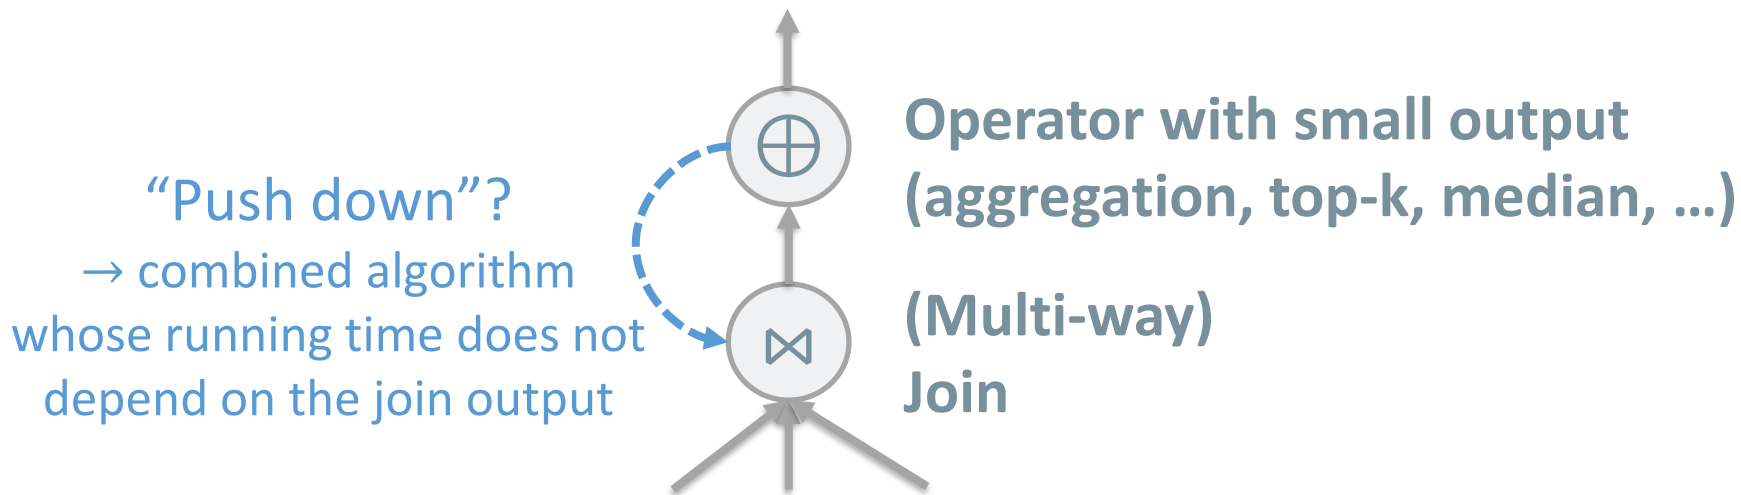 “Push down”?
→ combined algorithm
whose running time does not
depend on the join output
⊕
⋈
Operator with small output
(aggregation, top-k, median, …)
(Multi-way)
Join